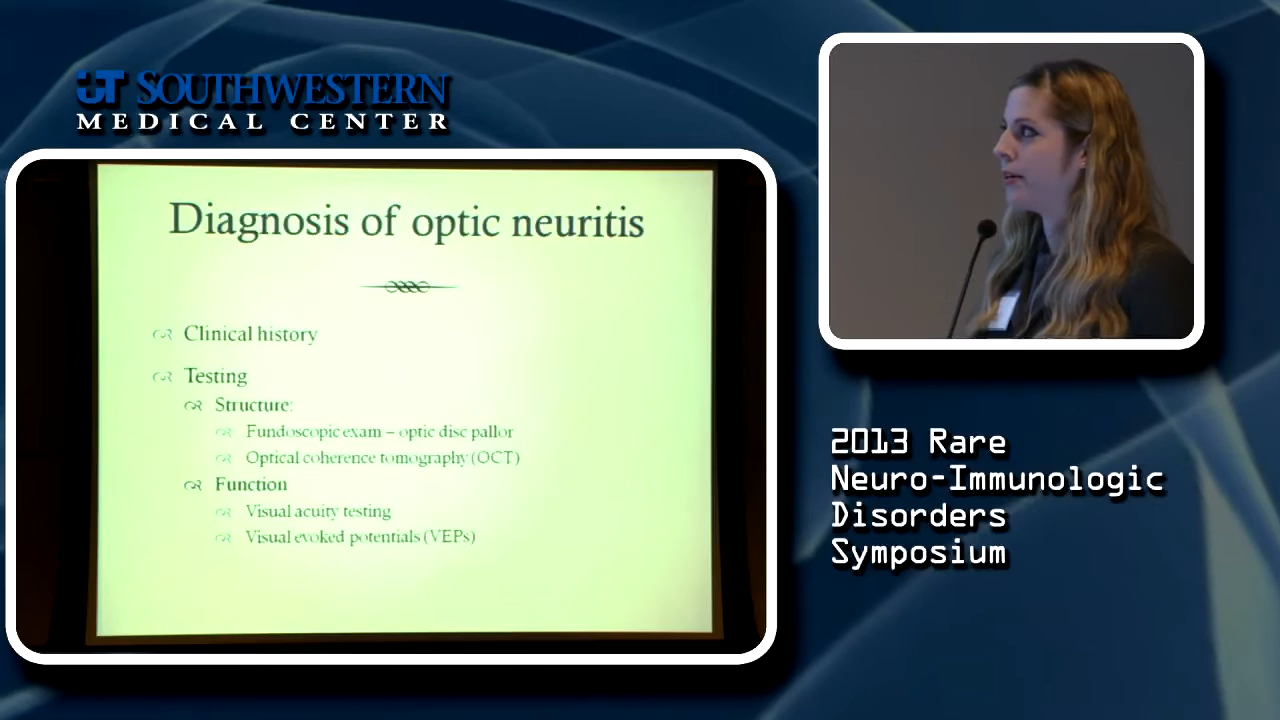 UT SOUTHWESTERN
MEDICAL CENTER
Diagnosis of optic neuritis
Clinical history
Testing
Structure:
Fundoscopic exam – optic disc pallor
Optical coherence tomography (OCT)
Function
Visual acuity testing
Visual evoked potentials (VEPs)
2013 Rare
Neuro-Immunologic
Disorders
Symposium